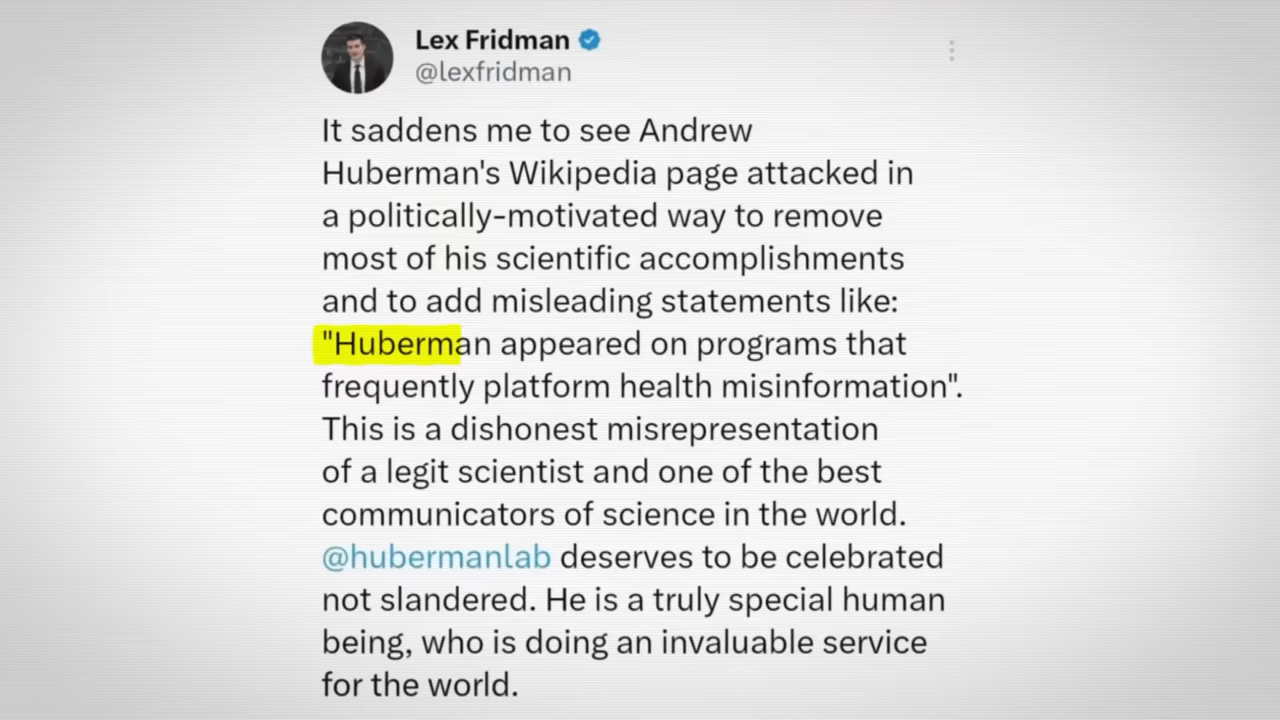 Lex Fridman
@lexfridman
It saddens me to see Andrew
Huberman's Wikipedia page attacked in
a politically-motivated way to remove
most of his scientific accomplishments
and to add misleading statements like:
"Huberman appeared on programs that
frequently platform health misinformation".
This is a dishonest misrepresentation
of a legit scientist and one of the best
communicators of science in the world.
@hubermanlab deserves to be celebrated
not slandered. He is a truly special human
being, who is doing an invaluable service
for the world.